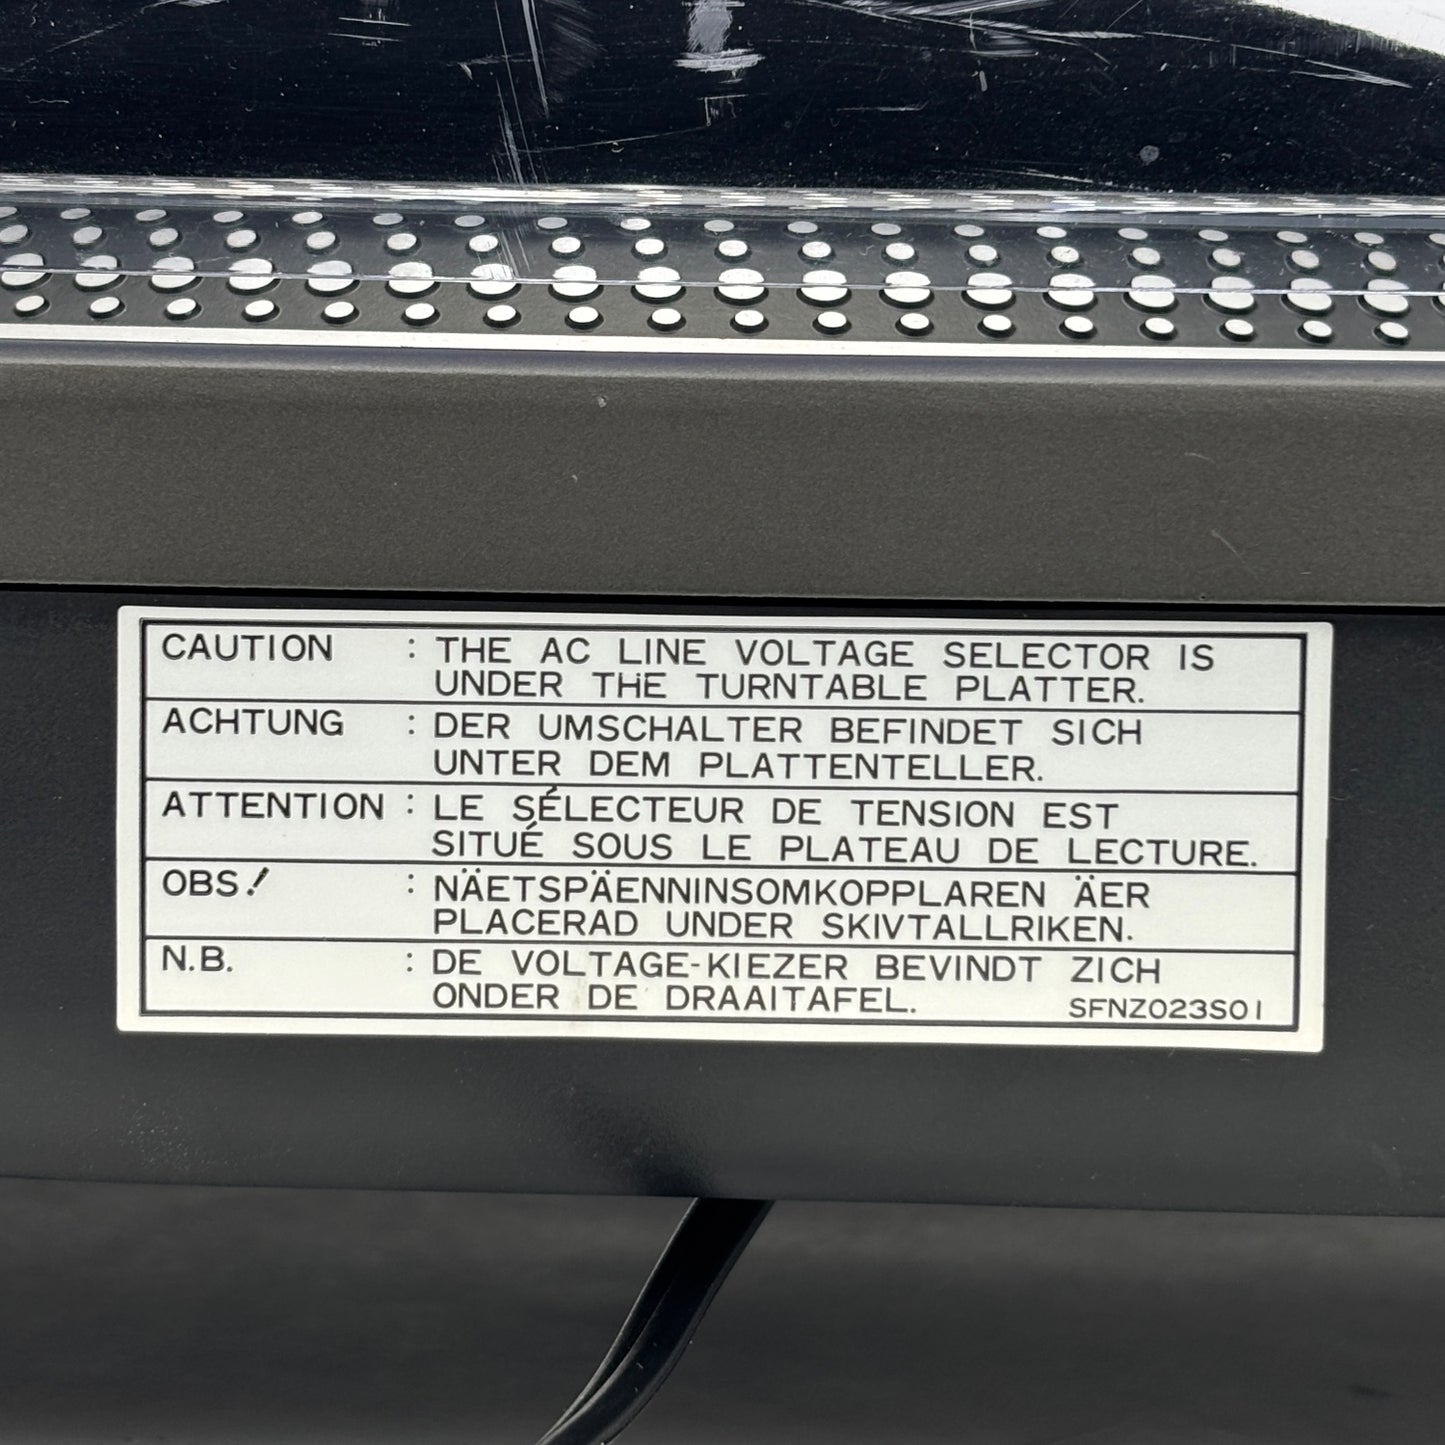 CAUTION : THE AC LINE VOLTAGE SELECTOR IS
UNDER THE TURNTABLE PLATTER.
ACHTUNG : DER UMSCHALTER BEFINDET SICH
UNTER DEM PLATTENTELLER.
ATTENTION : LE SÉLECTEUR DE TENSION EST
SITUÉ SOUS LE PLATEAU DE LECTURE.
OBS! : NÄETSPÄENNINSOMKOPPLAREN ÄER
PLACERAD UNDER SKIVTALLRIKEN.
N.B. : DE VOLTAGE-KIEZER BEVINDT ZICH
ONDER DE DRAAITAFEL.
SFNZ023S01